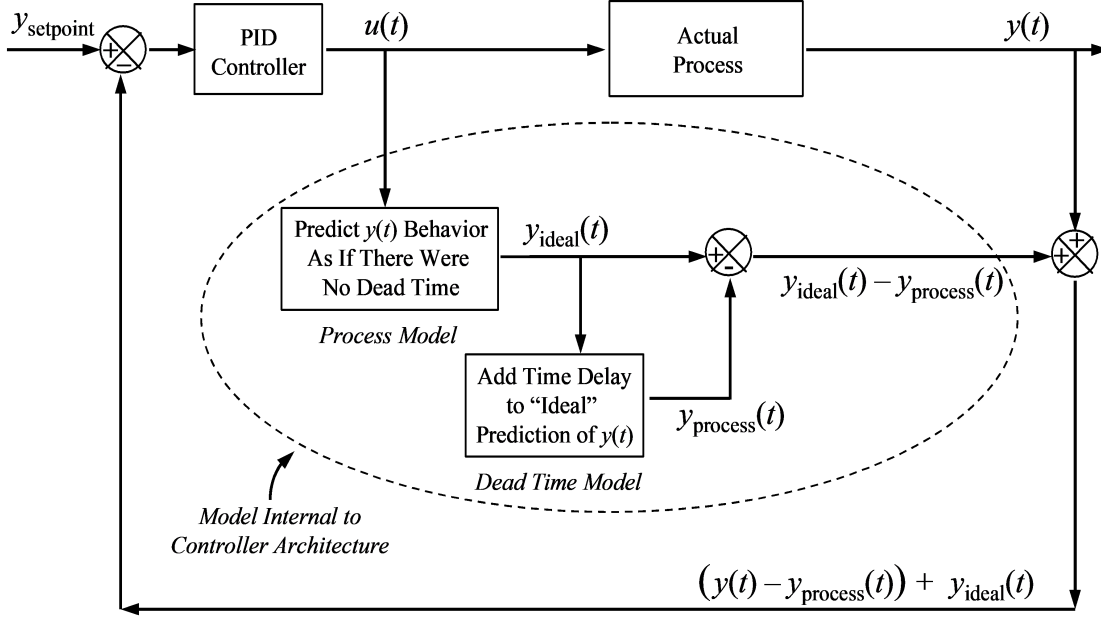 y_setpoint
+
-
PID
Controller
u(t)
Actual
Process
y(t)
Predict y(t) Behavior
As If There Were
No Dead Time
Process Model
y_ideal(t)
+
-
y_ideal(t) – y_process(t)
+
+
Add Time Delay
to “Ideal”
Prediction of y(t)
Dead Time Model
y_process(t)
Model Internal to
Controller Architecture
(y(t) – y_process(t)) + y_ideal(t)